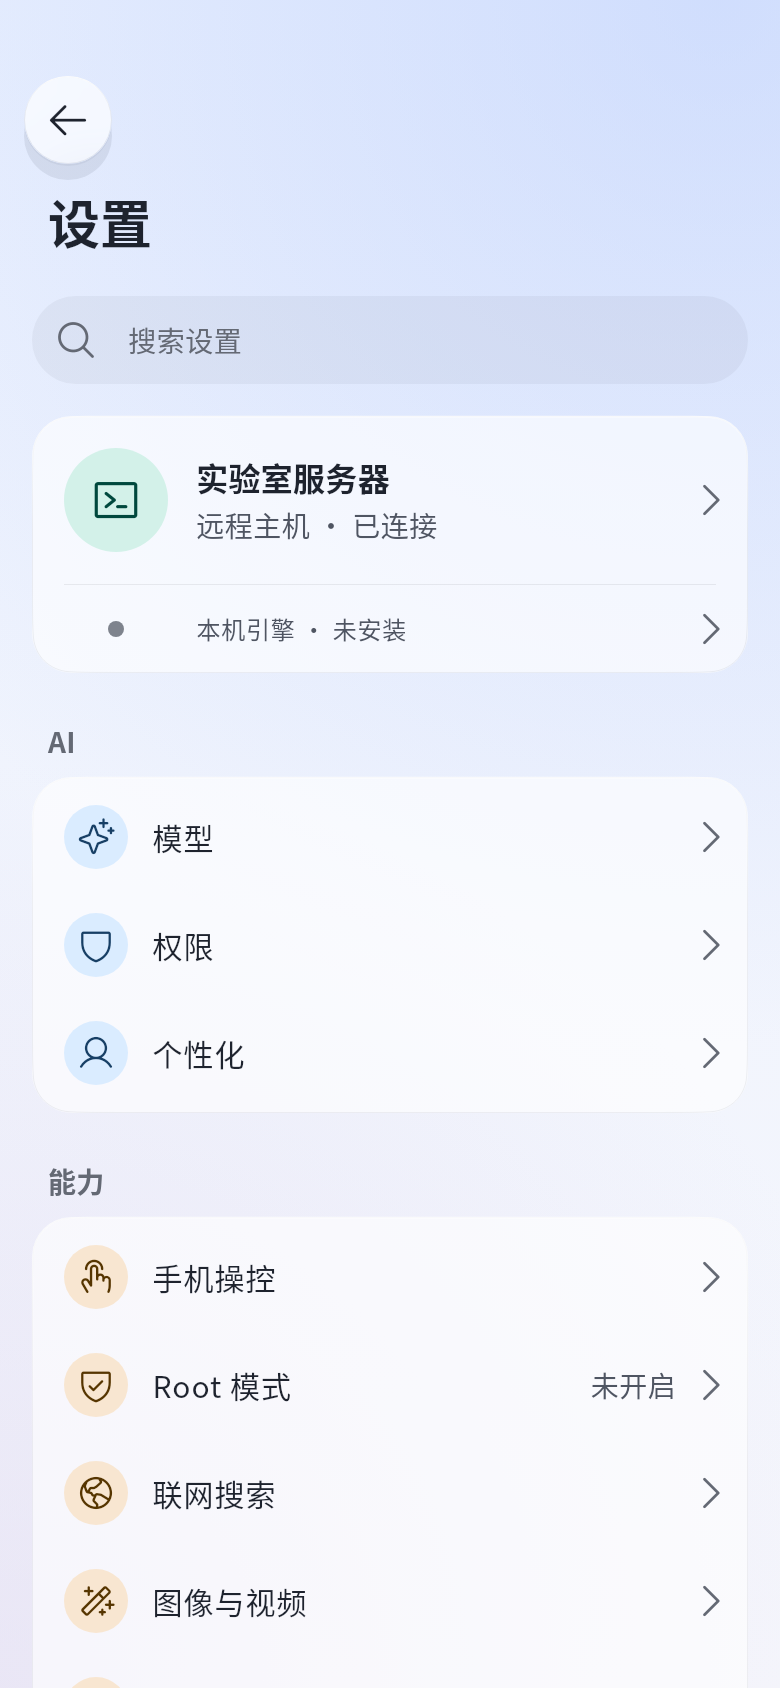 设置
搜索设置
实验室服务器
远程主机 · 已连接
本机引擎 · 未安装
AI
模型
权限
个性化
能力
手机操控
Root 模式 未开启
联网搜索
图像与视频